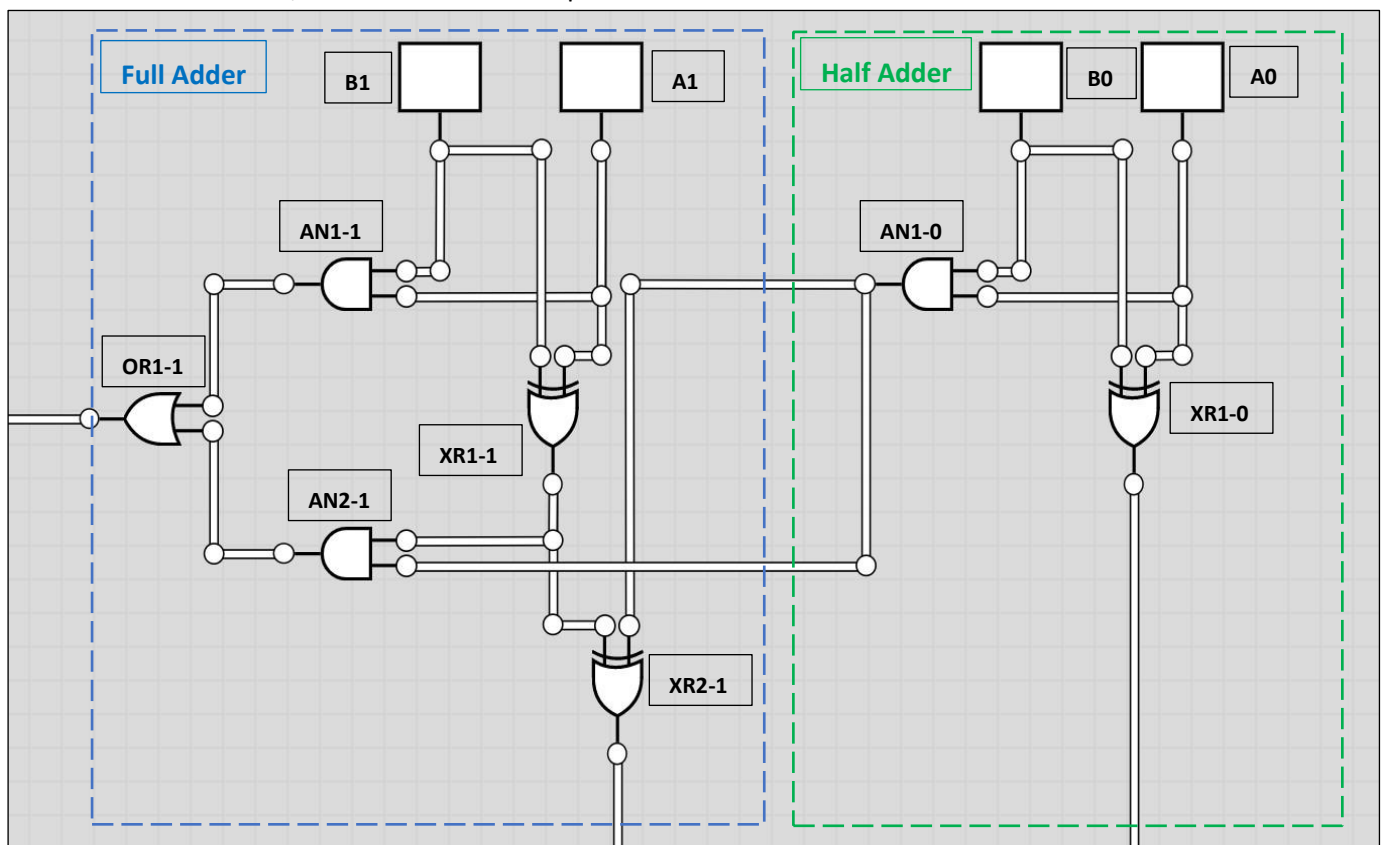 Full Adder
B1
A1
Half Adder
B0
A0
AN1-1
AN1-0
OR1-1
XR1-1
XR1-0
AN2-1
XR2-1